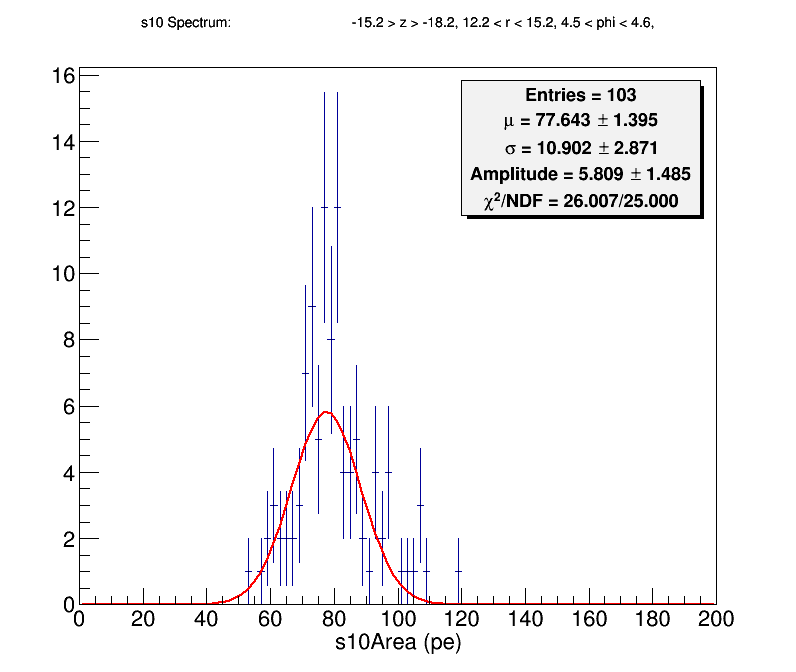 s10 Spectrum: -15.2 > z > -18.2, 12.2 < r < 15.2, 4.5 < phi < 4.6,
Entries = 103
μ = 77.643 ± 1.395
σ = 10.902 ± 2.871
Amplitude = 5.809 ± 1.485
χ²/NDF = 26.007/25.000
16
14
12
10
8
6
4
2
0
0 20 40 60 80 100 120 140 160 180 200
s10Area (pe)